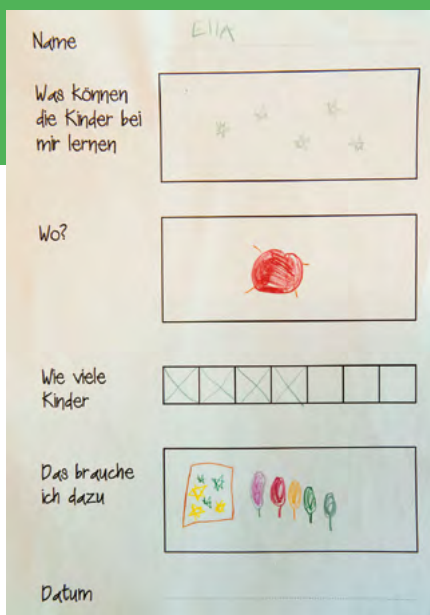 Name
EllA
Was können
die Kinder bei
mir lernen
Wo?
Wie viele
Kinder
Das brauche
ich dazu
Datum